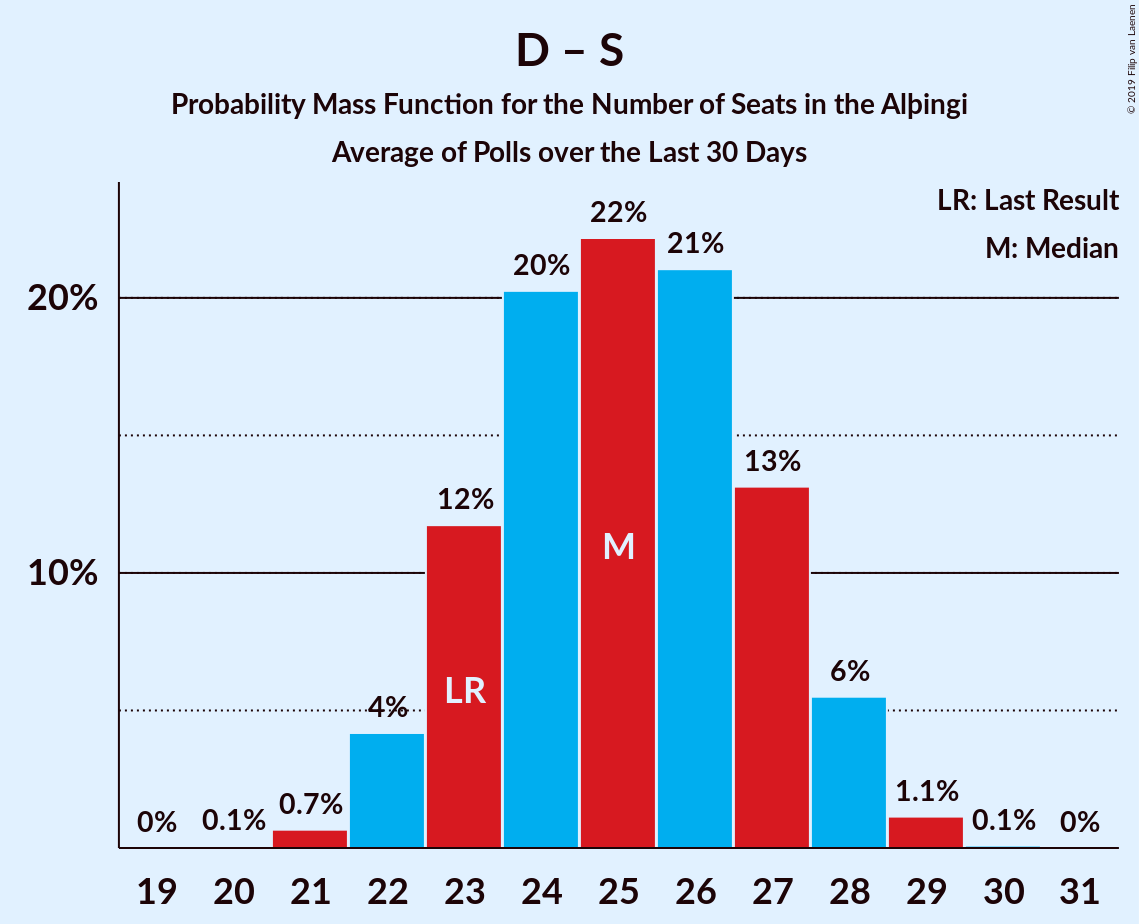 D – S
Probability Mass Function for the Number of Seats in the Alþingi
Average of Polls over the Last 30 Days
© 2019 Filip van Laenen
LR: Last Result
M: Median
20%
10%
0%
0.1%
0.7%
4%
12%
20%
22%
21%
13%
6%
1.1%
0.1%
0%
LR
M
19 20 21 22 23 24 25 26 27 28 29 30 31